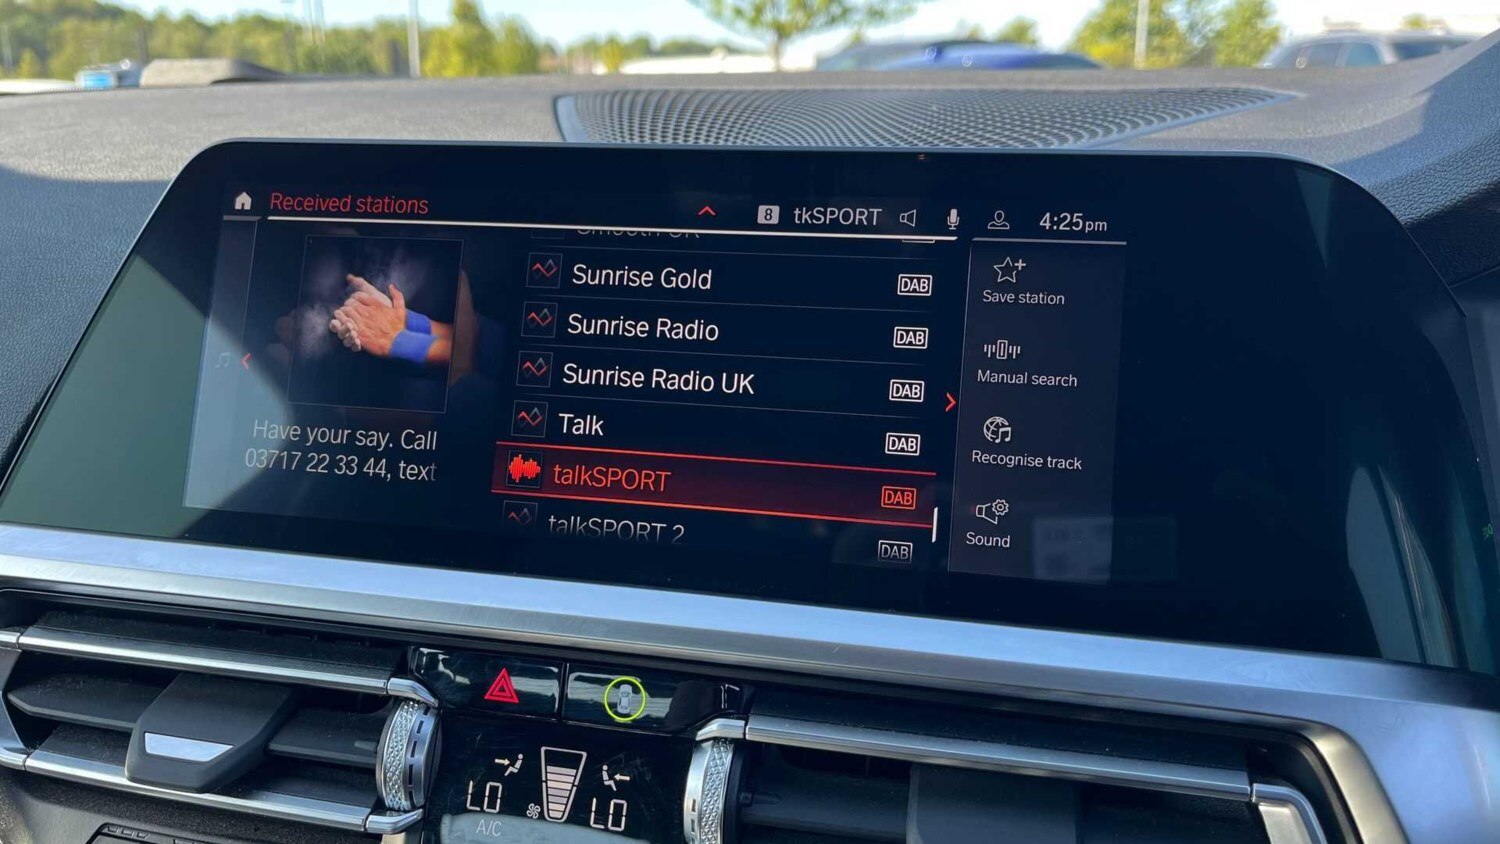 Received stations
8 tkSPORT
4:25pm
Sunrise Gold DAB
Sunrise Radio DAB
Sunrise Radio UK DAB
Talk DAB
talkSPORT DAB
talkSPORT 2 DAB
Have your say. Call
03717 22 33 44, text
Save station
Manual search
Recognise track
Sound
LO
LO
A/C